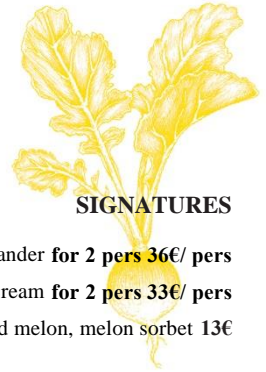 SIGNATURES
ander for 2 pers 36€/ pers
ream for 2 pers 33€/ pers
d melon, melon sorbet 13€